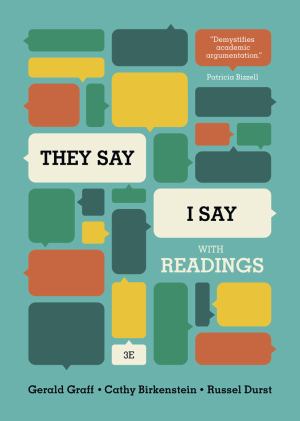 "Demystifies
academic
argumentation."
Patricia Bizzell
THEY SAY
I SAY
WITH
READINGS
3E
Gerald Graff • Cathy Birkenstein • Russel Durst